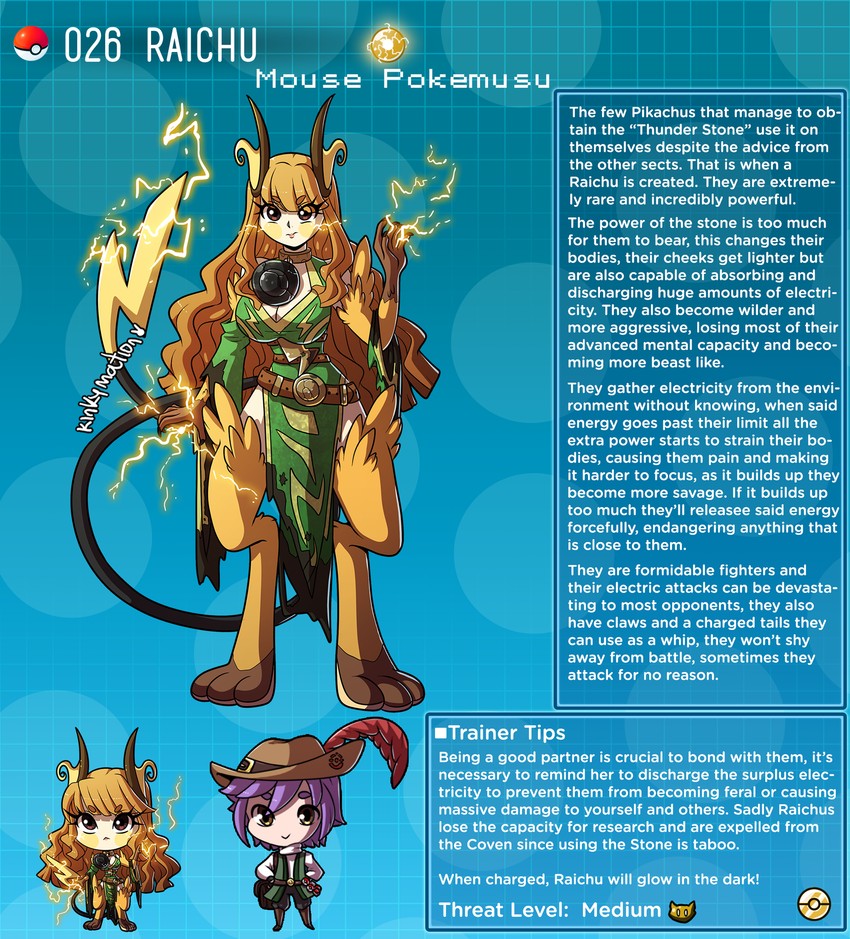 026 RAICHU
Mouse Pokemusu
The few Pikachus that manage to ob-
tain the “Thunder Stone” use it on
themselves despite the advice from
the other sects. That is when a
Raichu is created. They are extreme-
ly rare and incredibly powerful.
The power of the stone is too much
for them to bear, this changes their
bodies, their cheeks get lighter but
are also capable of absorbing and
discharging huge amounts of electri-
city. They also become wilder and
more aggressive, losing most of their
advanced mental capacity and beco-
ming more beast like.
They gather electricity from the envi-
ronment without knowing, when said
energy goes past their limit all the
extra power starts to strain their bo-
dies, causing them pain and making
it harder to focus, as it builds up they
become more savage. If it builds up
too much they’ll releasee said energy
forcefully, endangering anything that
is close to them.
They are formidable fighters and
their electric attacks can be devasta-
ting to most opponents, they also
have claws and a charged tails they
can use as a whip, they won’t shy
away from battle, sometimes they
attack for no reason.
kinkymation
■Trainer Tips
Being a good partner is crucial to bond with them, it’s
necessary to remind her to discharge the surplus elec-
tricity to prevent them from becoming feral or causing
massive damage to yourself and others. Sadly Raichus
lose the capacity for research and are expelled from
the Coven since using the Stone is taboo.
When charged, Raichu will glow in the dark!
Threat Level: Medium